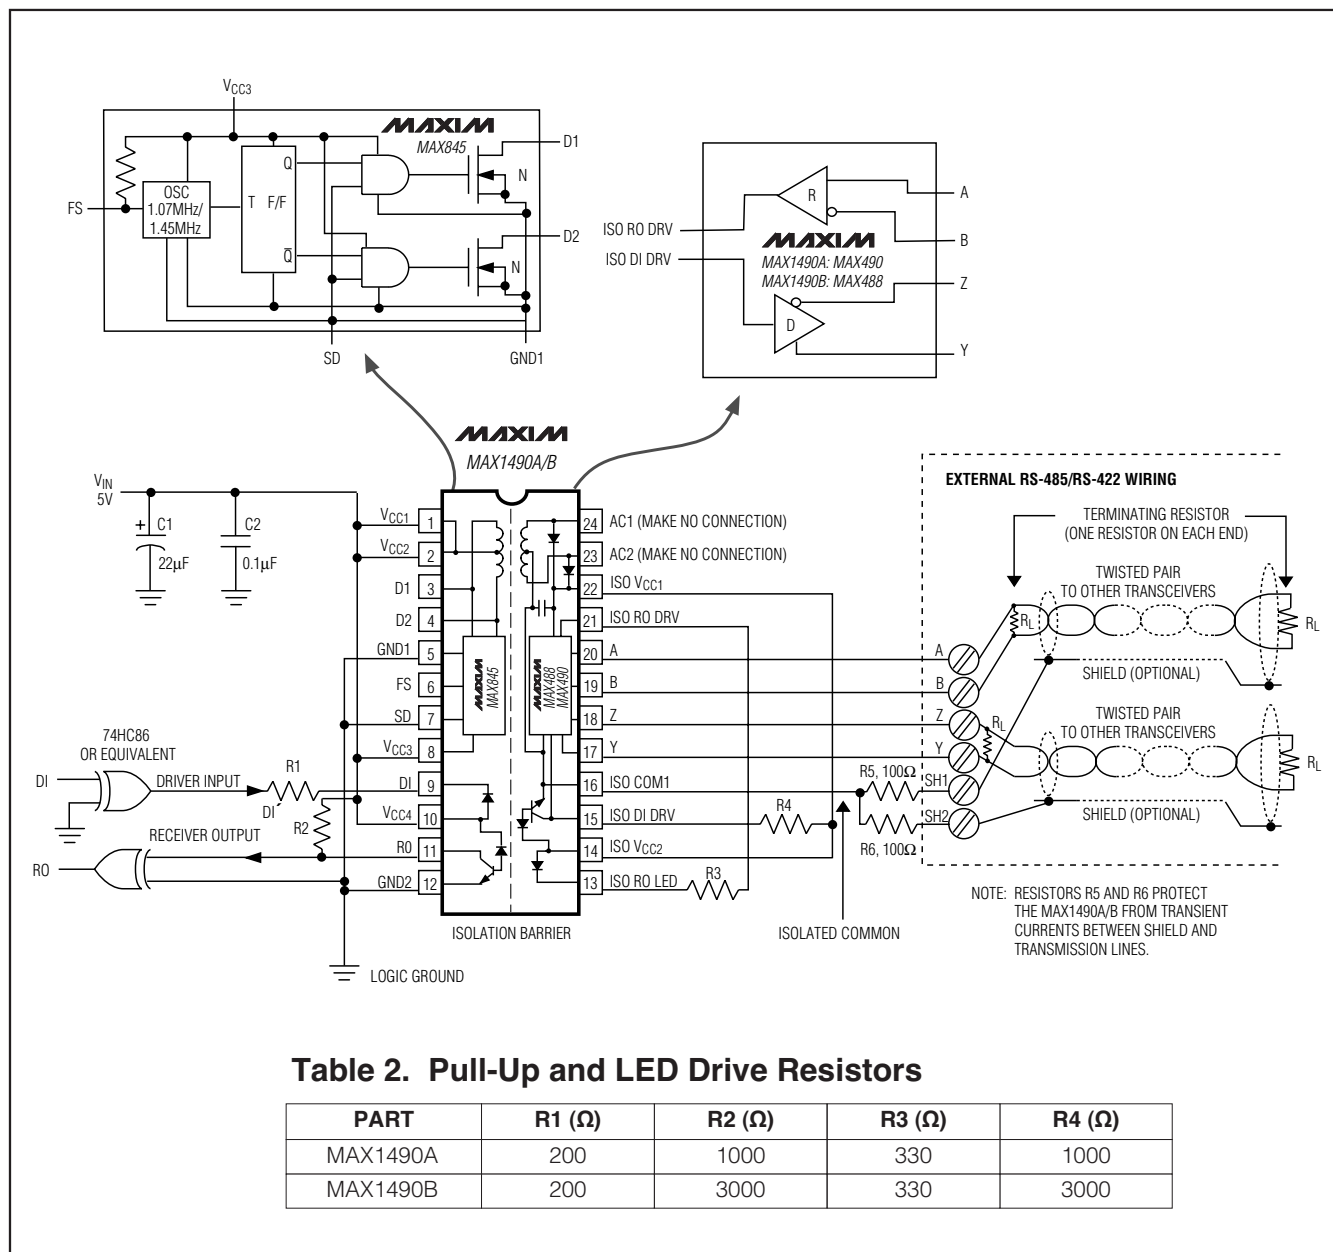 VCC3
MAXIM
MAX845
D1
Q
N
OSC
1.07MHz/
1.45MHz
T F/F
FS
D2
Q
N
SD
GND1
R
A
ISO RO DRV
B
MAXIM
ISO DI DRV
MAX1490A: MAX490
MAX1490B: MAX488
Z
D
Y
MAXIM
MAX1490A/B
VIN
5V
+
C1
22µF
C2
0.1µF
VCC1
1
VCC2
2
D1
3
D2
4
GND1
5
FS
6
SD
7
VCC3
8
DI
9
VCC4
10
RO
11
GND2
12
MAXIM
MAX845
MAXIM
MAX488
MAX490
24
AC1 (MAKE NO CONNECTION)
23
AC2 (MAKE NO CONNECTION)
22
ISO VCC1
21
ISO RO DRV
20
A
19
B
18
Z
17
Y
16
ISO COM1
15
ISO DI DRV
14
ISO VCC2
13
ISO RO LED
ISOLATION BARRIER
74HC86
OR EQUIVALENT
DI
DRIVER INPUT
R1
DI´
R2
RECEIVER OUTPUT
RO
LOGIC GROUND
R3
R4
R5, 100Ω
R6, 100Ω
ISOLATED COMMON
EXTERNAL RS-485/RS-422 WIRING
TERMINATING RESISTOR
(ONE RESISTOR ON EACH END)
TWISTED PAIR
TO OTHER TRANSCEIVERS
RL
RL
A
SHIELD (OPTIONAL)
B
Z
RL
TWISTED PAIR
TO OTHER TRANSCEIVERS
Y
RL
SH1
SHIELD (OPTIONAL)
SH2
NOTE: RESISTORS R5 AND R6 PROTECT
THE MAX1490A/B FROM TRANSIENT
CURRENTS BETWEEN SHIELD AND
TRANSMISSION LINES.
Table 2. Pull-Up and LED Drive Resistors
PART R1 (Ω) R2 (Ω) R3 (Ω) R4 (Ω)
MAX1490A 200 1000 330 1000
MAX1490B 200 3000 330 3000